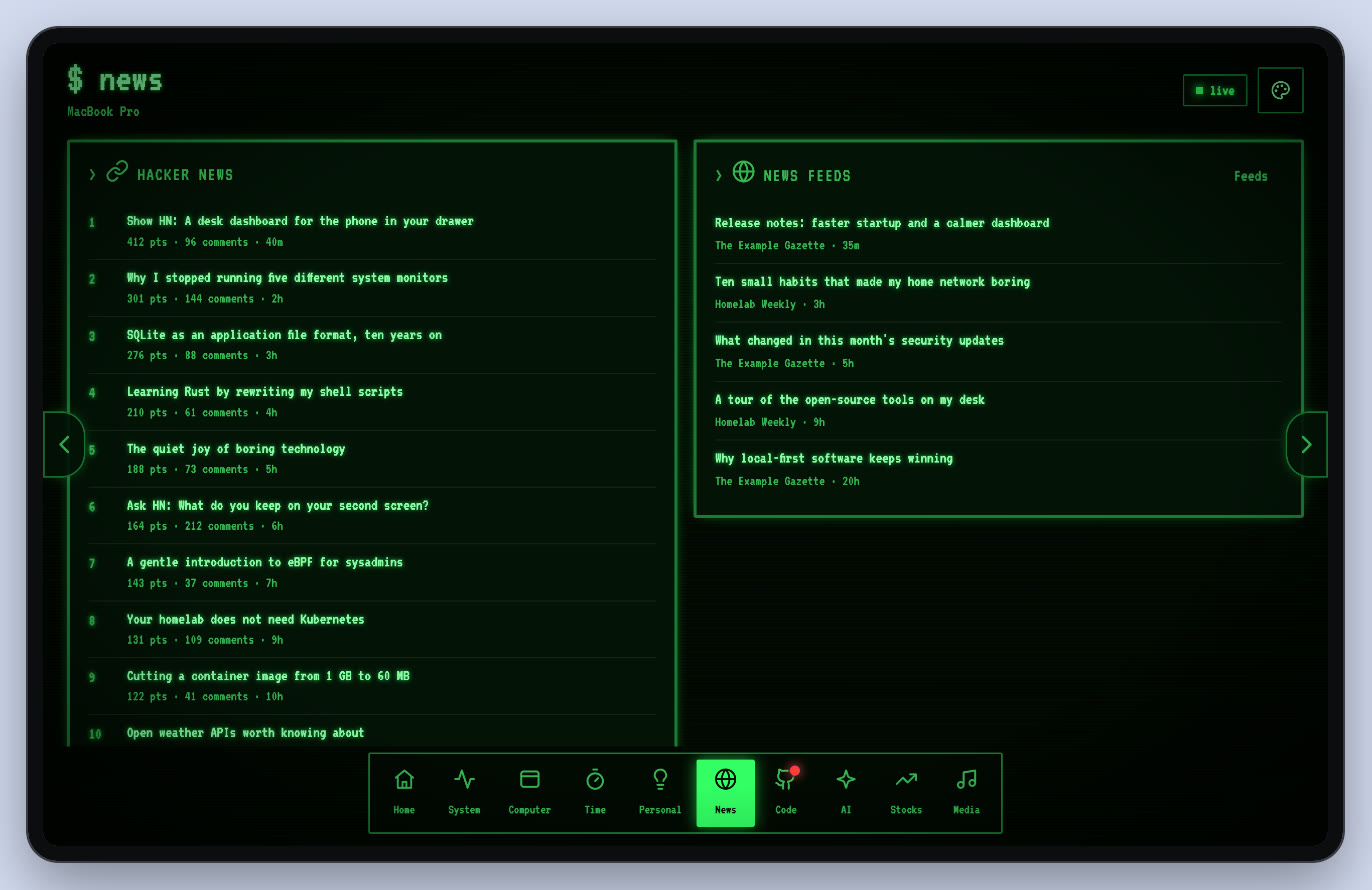 $ news
MacBook Pro
live
❯ HACKER NEWS
1 Show HN: A desk dashboard for the phone in your drawer
412 pts · 96 comments · 40m
2 Why I stopped running five different system monitors
301 pts · 144 comments · 2h
3 SQLite as an application file format, ten years on
276 pts · 88 comments · 3h
4 Learning Rust by rewriting my shell scripts
210 pts · 61 comments · 4h
5 The quiet joy of boring technology
188 pts · 73 comments · 5h
6 Ask HN: What do you keep on your second screen?
164 pts · 212 comments · 6h
7 A gentle introduction to eBPF for sysadmins
143 pts · 37 comments · 7h
8 Your homelab does not need Kubernetes
131 pts · 109 comments · 9h
9 Cutting a container image from 1 GB to 60 MB
122 pts · 41 comments · 10h
10 Open weather APIs worth knowing about
❯ NEWS FEEDS
Feeds
Release notes: faster startup and a calmer dashboard
The Example Gazette · 35m
Ten small habits that made my home network boring
Homelab Weekly · 3h
What changed in this month's security updates
The Example Gazette · 5h
A tour of the open-source tools on my desk
Homelab Weekly · 9h
Why local-first software keeps winning
The Example Gazette · 20h
Home System Computer Time Personal News Code AI Stocks Media